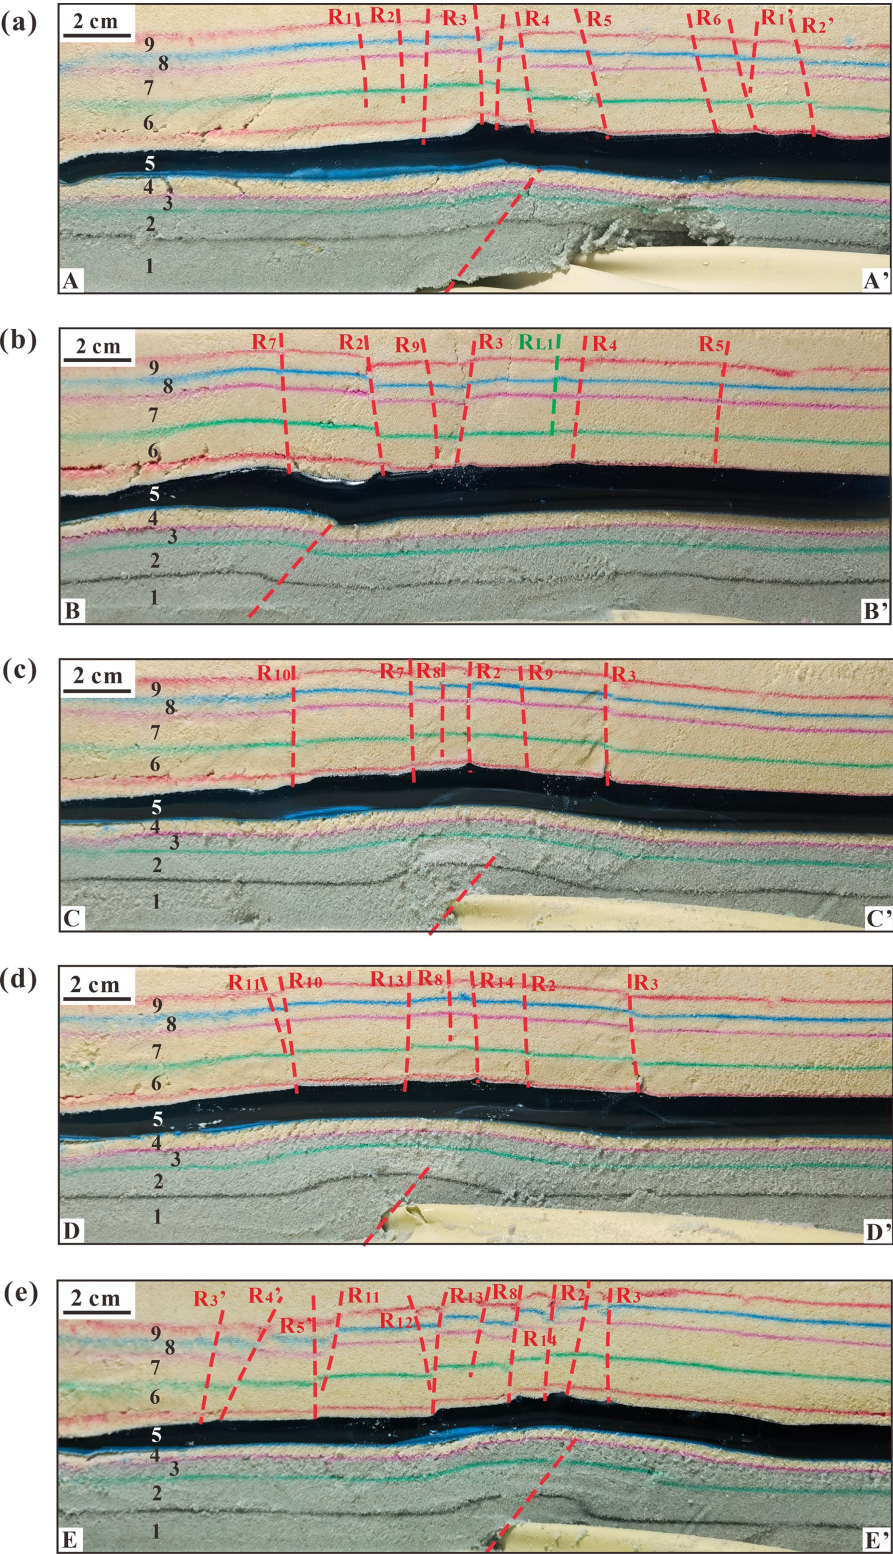 (a)
2 cm
R1 R2 R3 R4 R5 R6 R1' R2'
9
8
7
6
5
4
3
2
1
A A'
(b)
2 cm
R7 R2 R9 R3 RL1 R4 R5
9
8
7
6
5
4
3
2
1
B B'
(c)
2 cm
R10 R7 R8 R2 R9 R3
9
8
7
6
5
4
3
2
1
C C'
(d)
2 cm
R11 R10 R13 R8 R14 R2 R3
9
8
7
6
5
4
3
2
1
D D'
(e)
2 cm
R3' R4' R5' R11 R12 R13 R8 R14 R2 R3
9
8
7
6
5
4
3
2
1
E E'